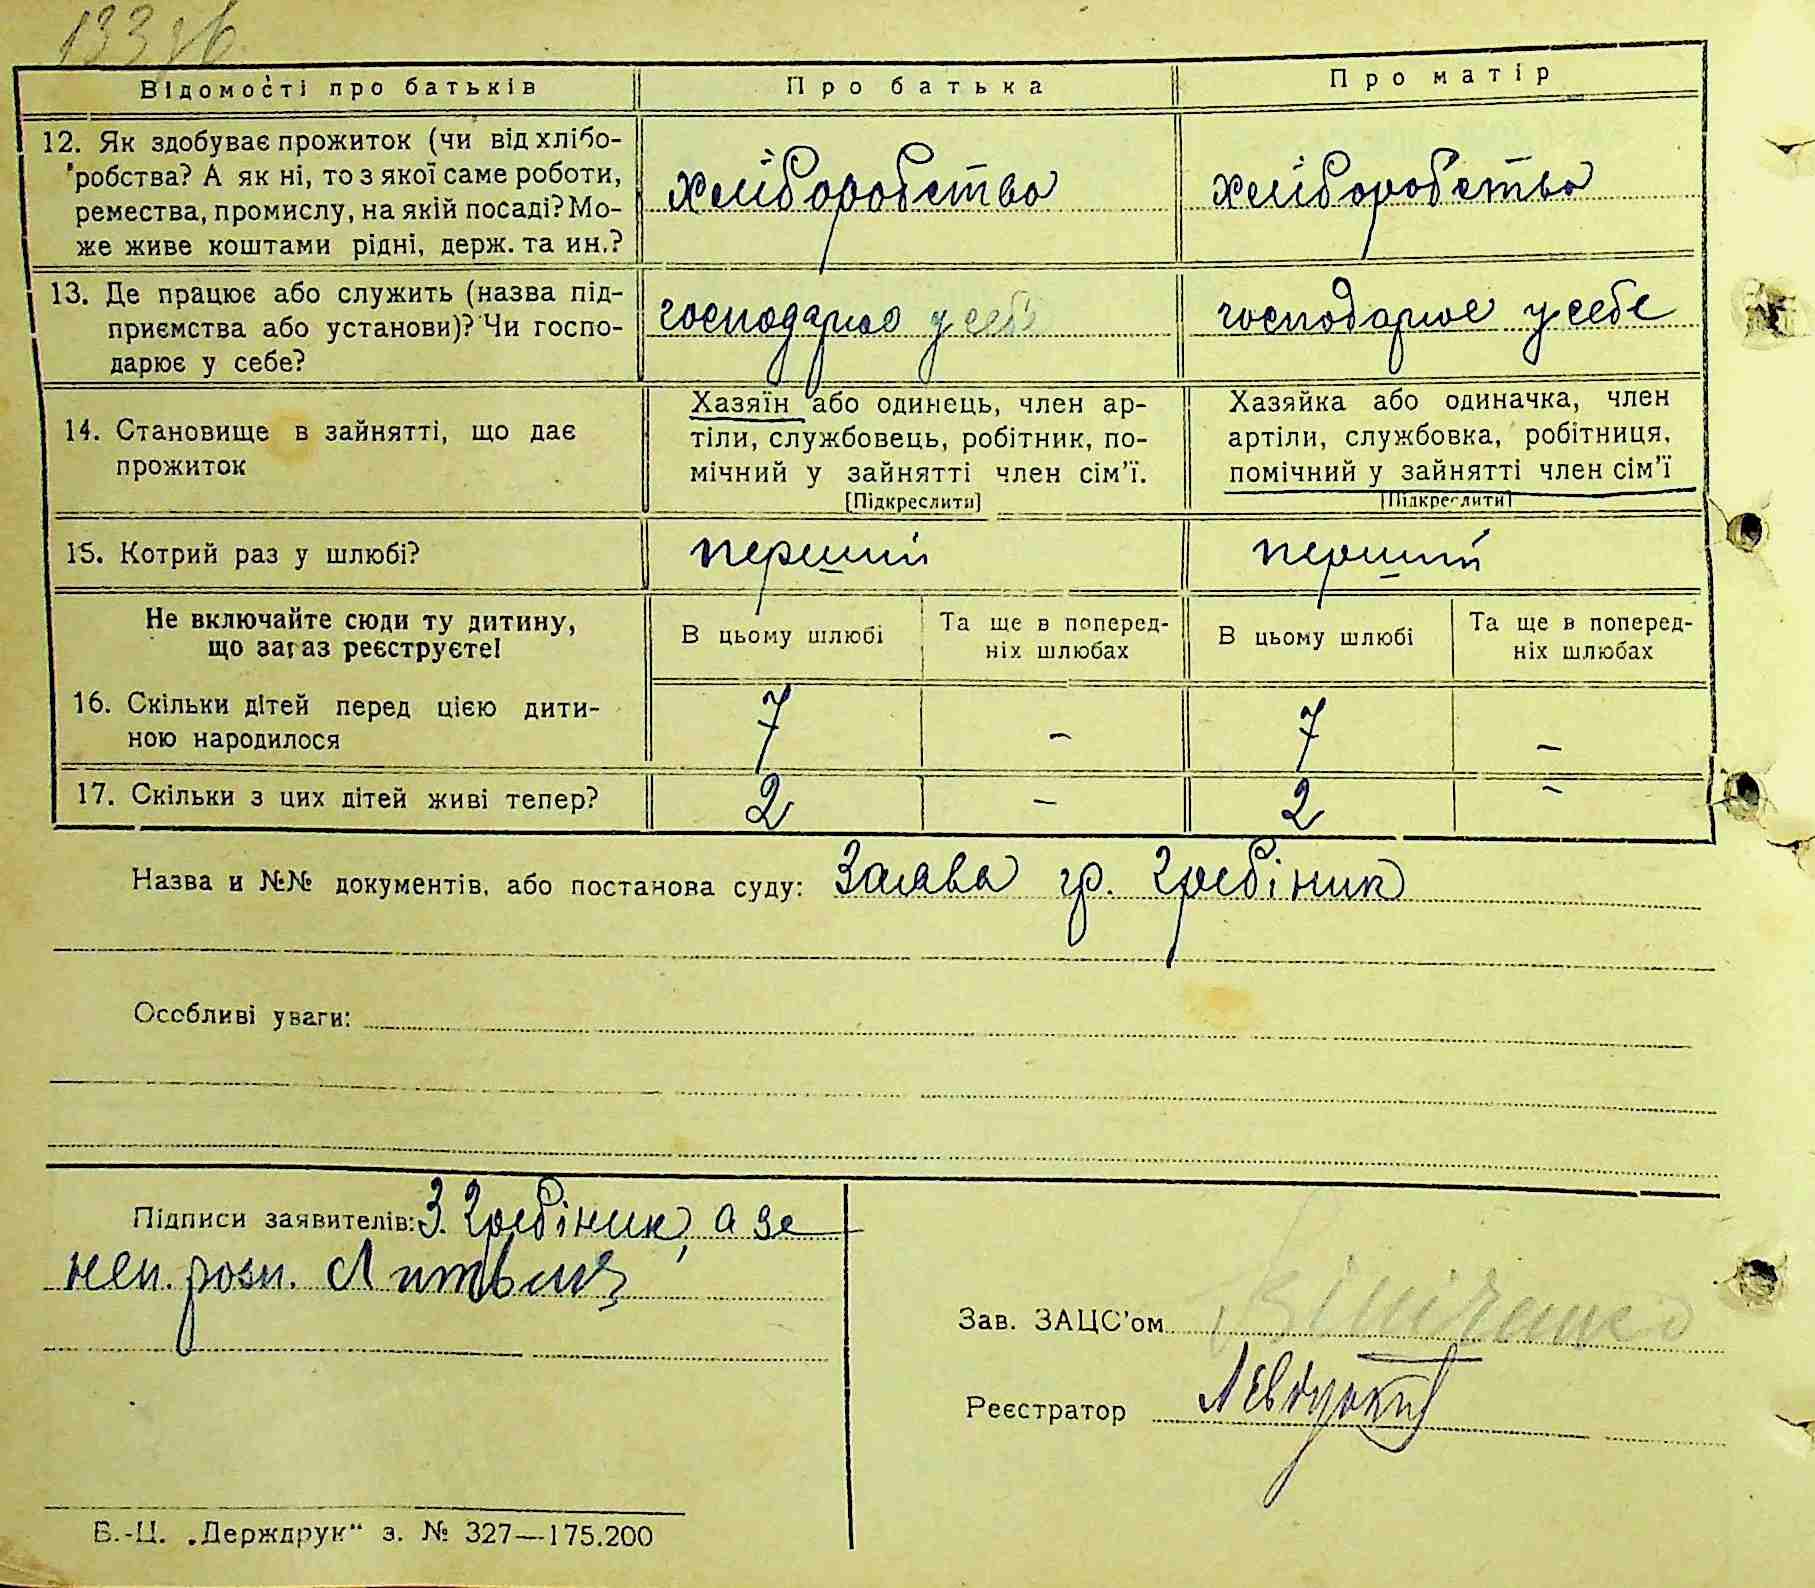 133зв.
Відомості про батьків
Про батька
Про матір
12. Як здобуває прожиток (чи від хлібо-
робства? А як ні, то з якої саме роботи,
ремества, промислу, на якій посаді? Мо-
же живе коштами рідні, держ. та ин.?
хліборобство
хліборобство
13. Де працює або служить (назва під-
приємства або установи)? Чи госпо-
дарює у себе?
господарює у себе
господарює у себе
14. Становище в зайнятті, що дає
прожиток
Хазяїн або одинець, член ар-
тіли, службовець, робітник, по-
мічний у зайнятті член сім'ї.
[Підкреслити]
Хазяйка або одиначка, член
артіли, службовка, робітниця,
помічний у зайнятті член сім'ї
[Підкреслити]
15. Котрий раз у шлюбі?
перший
перший
Не включайте сюди ту дитину,
що зараз реєструєте!
В цьому шлюбі
Та ще в поперед-
ніх шлюбах
В цьому шлюбі
Та ще в поперед-
ніх шлюбах
16. Скільки дітей перед цією дити-
ною народилося
7
–
7
–
17. Скільки з цих дітей живі тепер?
2
–
2
–
Назва и №№ документів, або постанова суду: Заява гр. Гребіник
Особливі уваги:
Підписи заявителів: З. Гребіник, а за
неп. розп. Литвин
Зав. ЗАЦС'ом
Реєстратор
Б.-Ц. „Держдрук" з. № 327—175.200